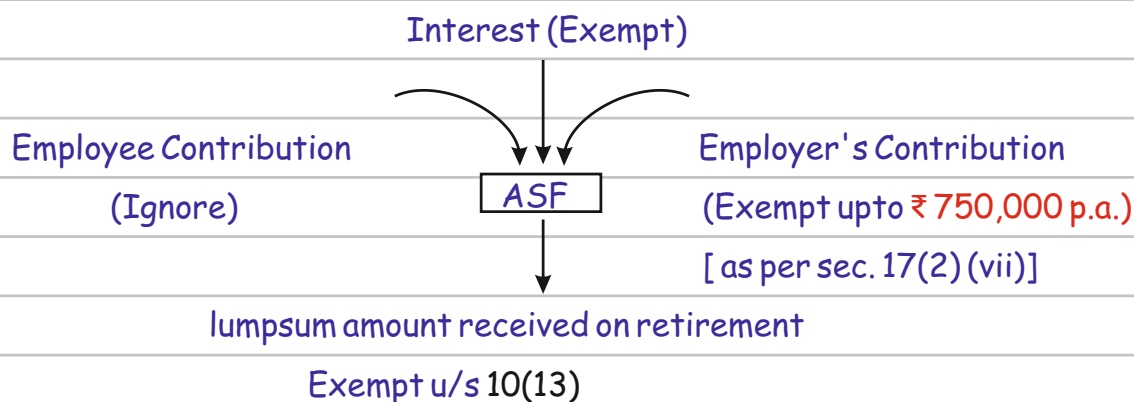 Interest (Exempt)
Employee Contribution
(Ignore)
ASF
Employer's Contribution
(Exempt upto ₹ 750,000 p.a.)
[ as per sec. 17(2) (vii)]
lumpsum amount received on retirement
Exempt u/s 10(13)